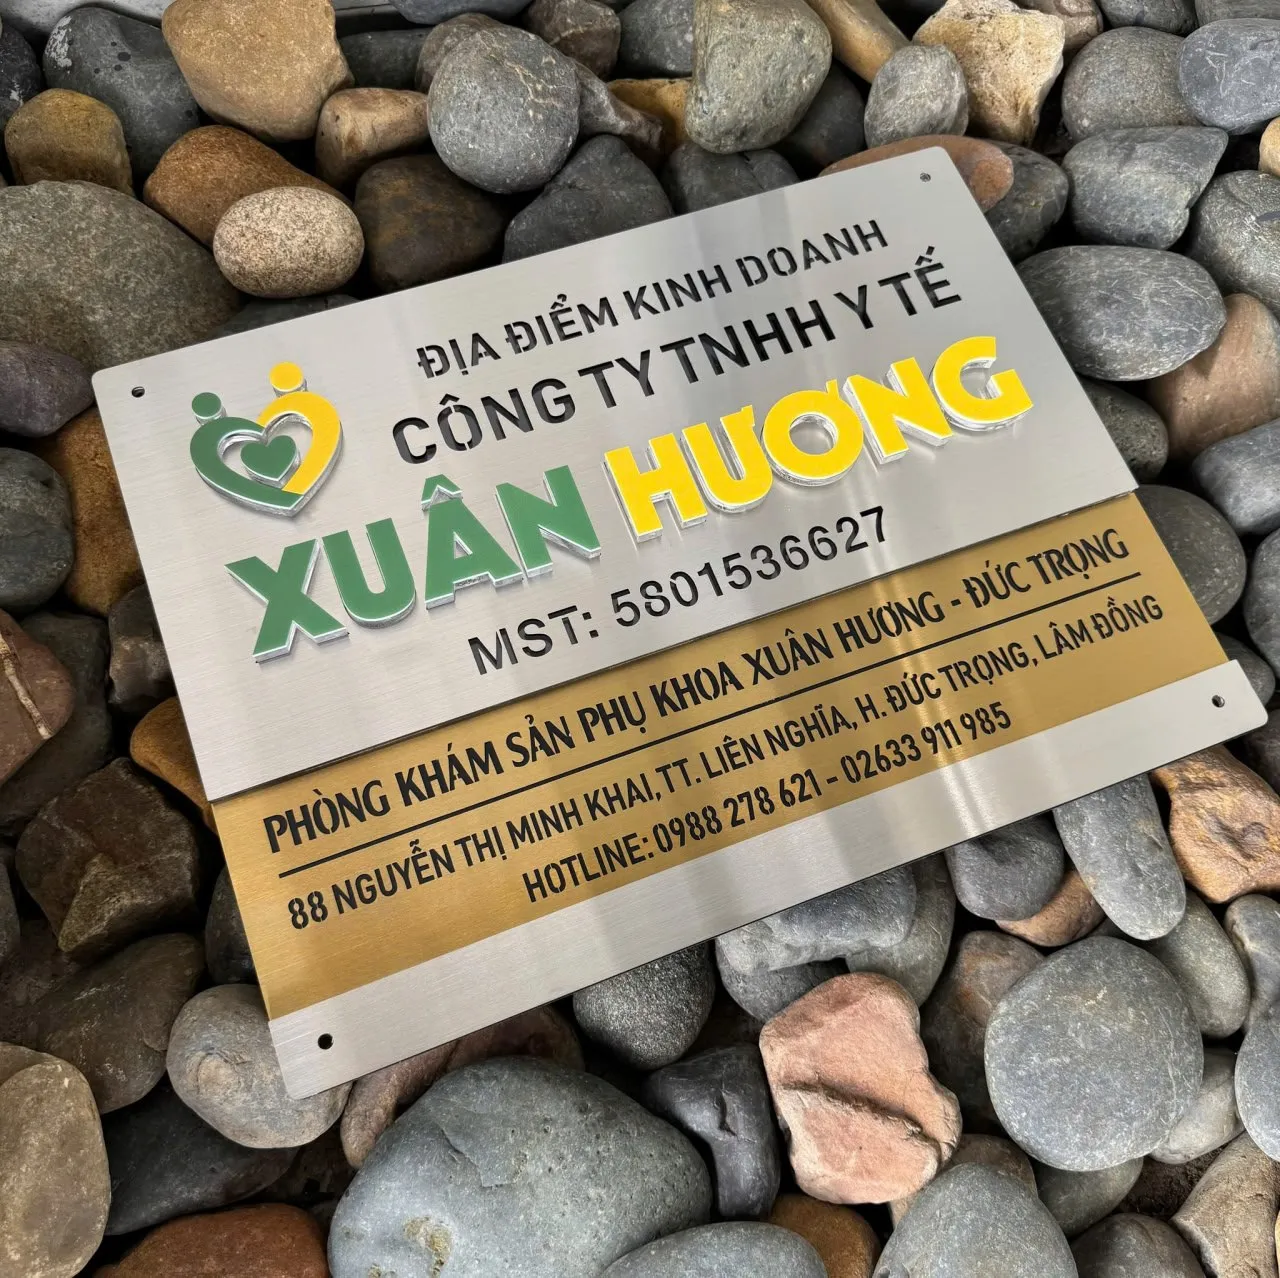 ĐỊA ĐIỂM KINH DOANH
CÔNG TY TNHH Y TẾ
XUÂN HƯƠNG
MST: 5801536627
PHÒNG KHÁM SẢN PHỤ KHOA XUÂN HƯƠNG - ĐỨC TRỌNG
88 NGUYỄN THỊ MINH KHAI, TT. LIÊN NGHĨA, H. ĐỨC TRỌNG, LÂM ĐỒNG
HOTLINE: 0988 278 621 - 02633 911 985